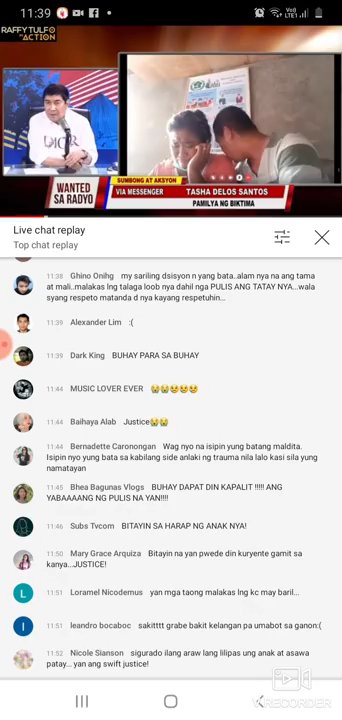 11:39
Vo))
LTE1
RAFFY TULFO
IN ACTION
SUMBONG AT AKSYON
WANTED
SA RADYO
VIA MESSENGER
TASHA DELOS SANTOS
PAMILYA NG BIKTIMA
Live chat replay
Top chat replay
11:38 Ghino Onihg my sariling dsisyon n yang bata..alam nya na ang tama
at mali..malakas lng talaga loob nya dahil nga PULIS ANG TATAY NYA...wala
siyang respeto matanda d nya kayang respetuhin...
11:39 Alexander Lim :(
11:39 Dark King BUHAY PARA SA BUHAY
11:44 MUSIC LOVER EVER 😭😭😢😢😢
11:44 Baihaya Alab Justice😭😭
11:44 Bernadette Caronongan Wag nyo na isipin yung batang maldita.
Isipin nyo yung bata sa kabilang side anlaki ng trauma nila lalo kasi sila yung
namatayan
11:45 Bhea Bagunas Vlogs BUHAY DAPAT DIN KAPALIT !!!!! ANG
YABAAAANG NG PULIS NA YAN!!!!
11:46 Subs Tvcom BITAYIN SA HARAP NG ANAK NYA!
11:50 Mary Grace Arquiza Bitayin na yan pwede din kuryente gamit sa
kanya...JUSTICE!
L
11:51 Loramel Nicodemus yan mga taong malakas lng kc may baril...
I
11:51 leandro bocaboc sakitttt grabe bakit kelangan pa umabot sa ganon:(
11:52 Nicole Sianson sigurado ilang araw lang lilipas ung anak at asawa
patay... yan ang swift justice!
RECORDER